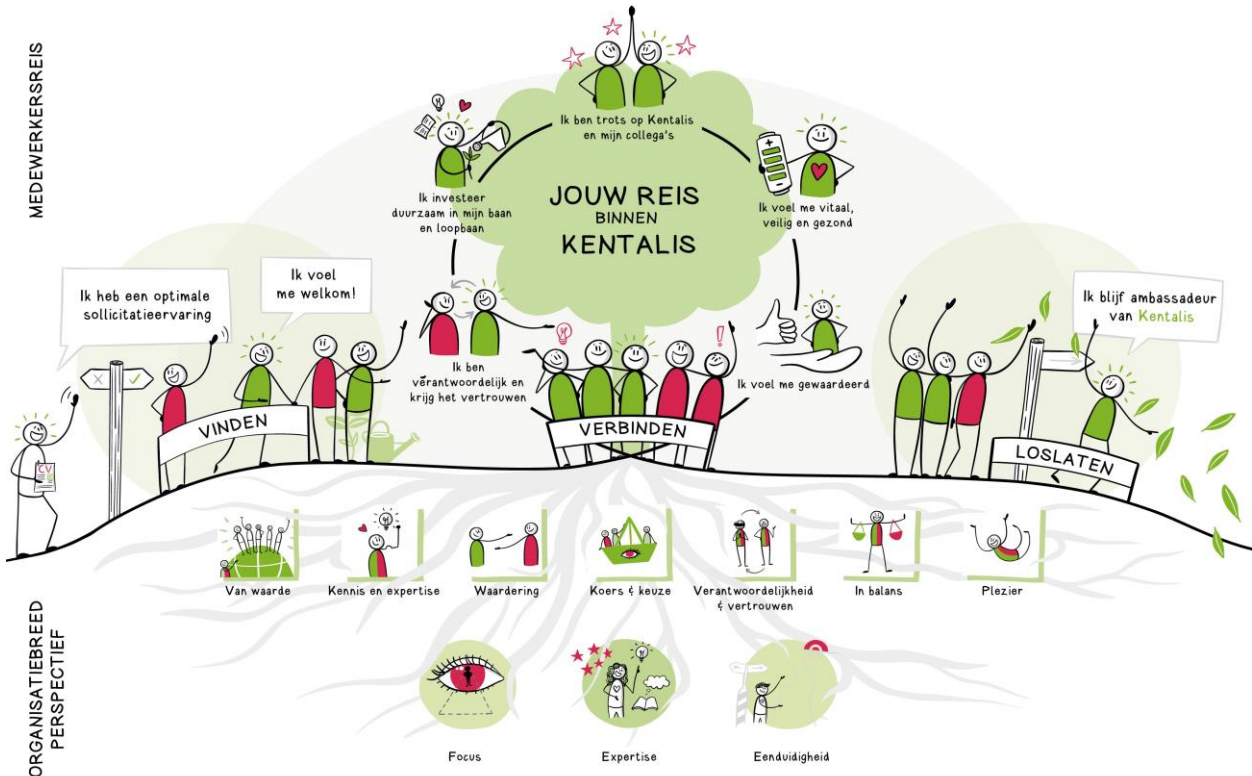 MEDEWERKERSREIS
Ik ben trots op Kentalis
en mijn collega's
Ik investeer
duurzaam in mijn baan
en loopbaan
JOUW REIS
BINNEN
KENTALIS
Ik voel me vitaal,
veilig en gezond
Ik heb een optimale
sollicitatieervaring
Ik voel
me welkom!
Ik blijf ambassadeur
van Kentalis
Ik ben
verantwoordelijk en
krijg het vertrouwen
Ik voel me gewaardeerd
CV
VINDEN
VERBINDEN
LOSLATEN
Van waarde
Kennis en expertise
Waardering
Koers & keuze
Verantwoordelijkheid
& vertrouwen
In balans
Plezier
ORGANISATIEBREED
PERSPECTIEF
Focus
Expertise
Eenduidigheid